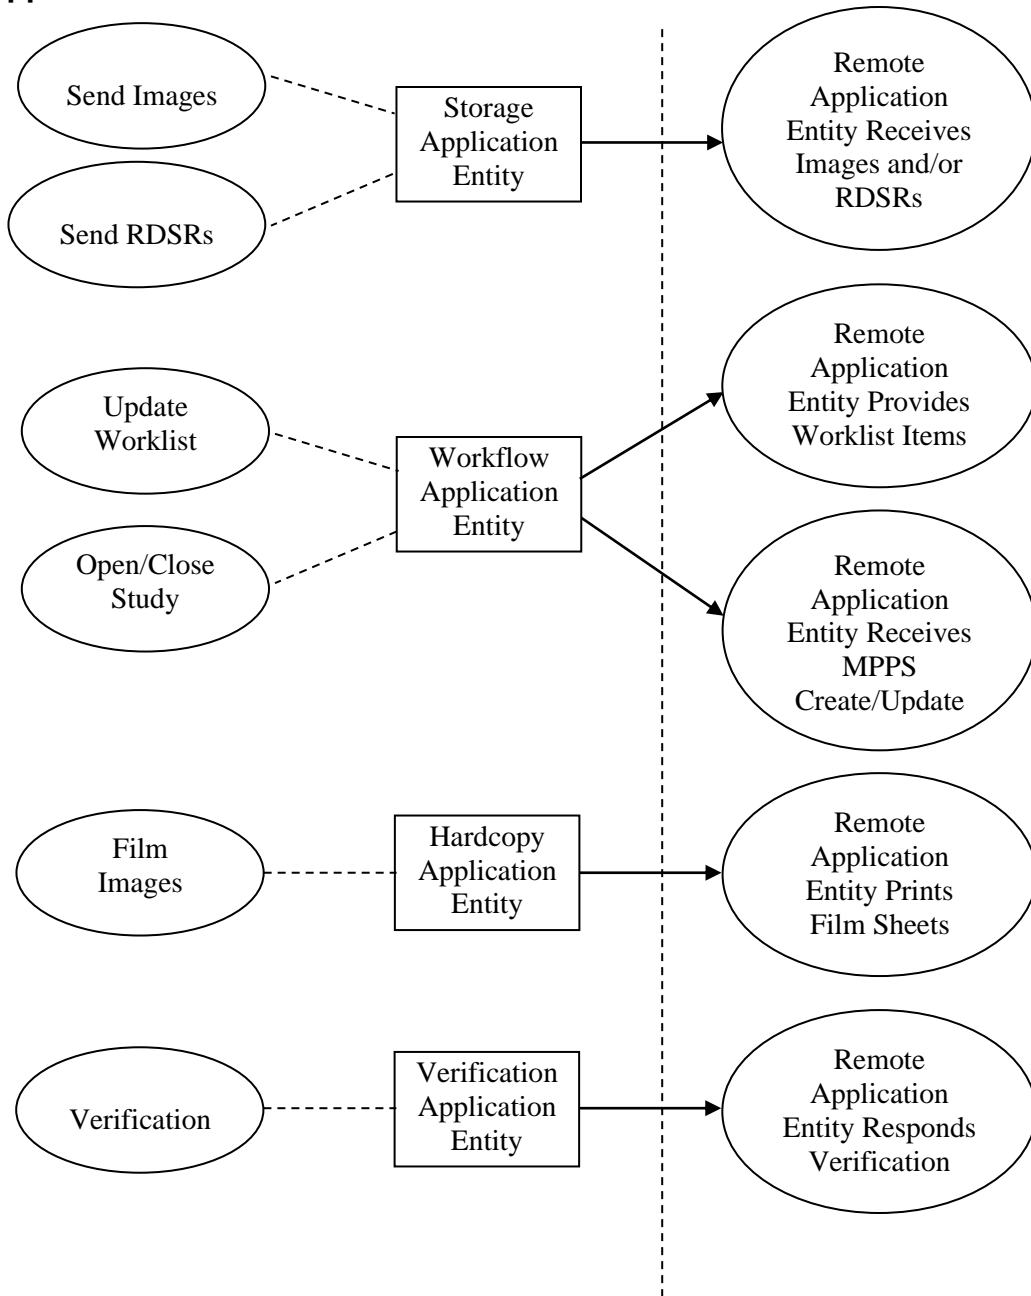 Send Images
Send RDSRs
Storage
Application
Entity
Remote
Application
Entity Receives
Images and/or
RDSRs
Update
Worklist
Open/Close
Study
Workflow
Application
Entity
Remote
Application
Entity Provides
Worklist Items
Remote
Application
Entity Receives
MPPS
Create/Update
Film
Images
Hardcopy
Application
Entity
Remote
Application
Entity Prints
Film Sheets
Verification
Verification
Application
Entity
Remote
Application
Entity Responds
Verification